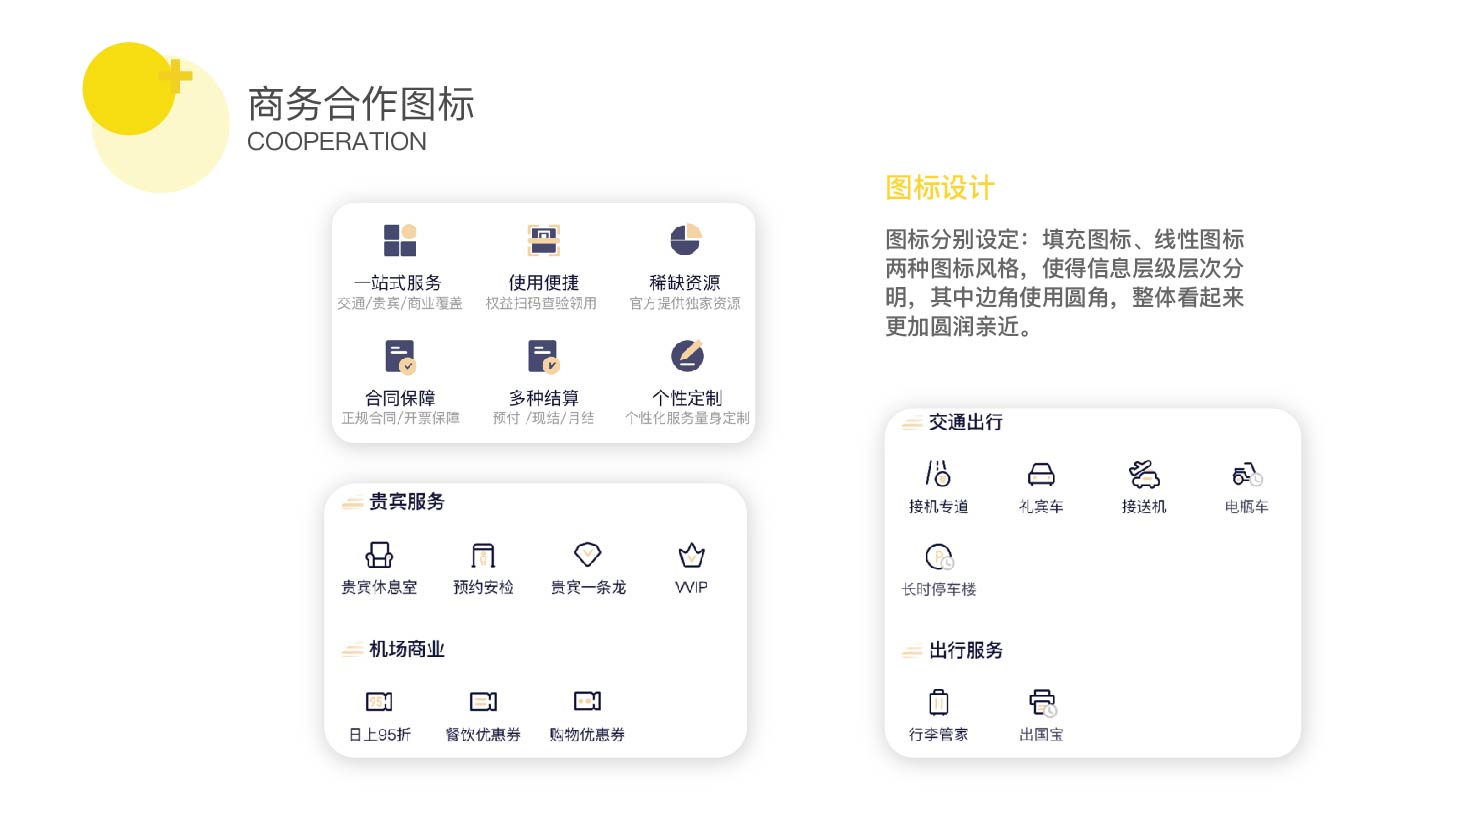 商务合作图标
COOPERATION
图标设计
图标分别设定：填充图标、线性图标
两种图标风格，使得信息层级层次分
明，其中边角使用圆角，整体看起来
更加圆润亲近。
一站式服务 使用便捷 稀缺资源
交通/贵宾/商业覆盖 权益扫码查验领用 官方提供独家资源
合同保障 多种结算 个性定制
正规合同/开票保障 预付 /现结/月结 个性化服务量身定制
贵宾服务
贵宾休息室 预约安检 贵宾一条龙 VVIP
机场商业
95
日上95折 餐饮优惠券 购物优惠券
交通出行
接机专道 礼宾车 接送机 电瓶车
P
长时停车楼
出行服务
行李管家 出国宝